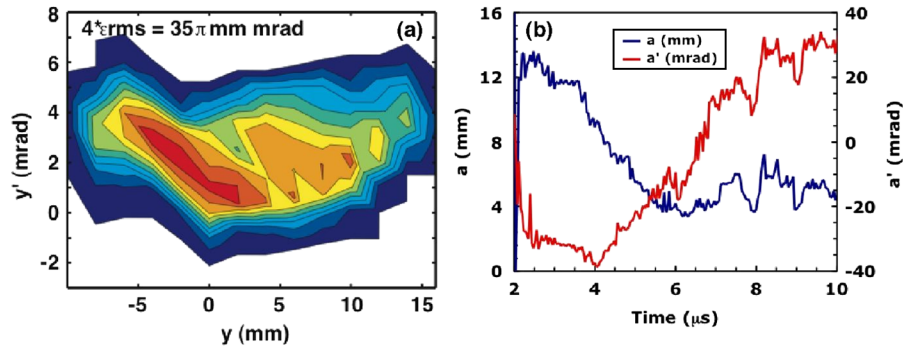 4*εrms = 35π mm mrad (a)
8
6
4
2
0
-2
y' (mrad)
-5 0 5 10 15
y (mm)
(b)
a (mm)
a' (mrad)
16
12
8
4
0
a (mm)
40
20
0
-20
-40
a' (mrad)
2 4 6 8 10
Time (μs)